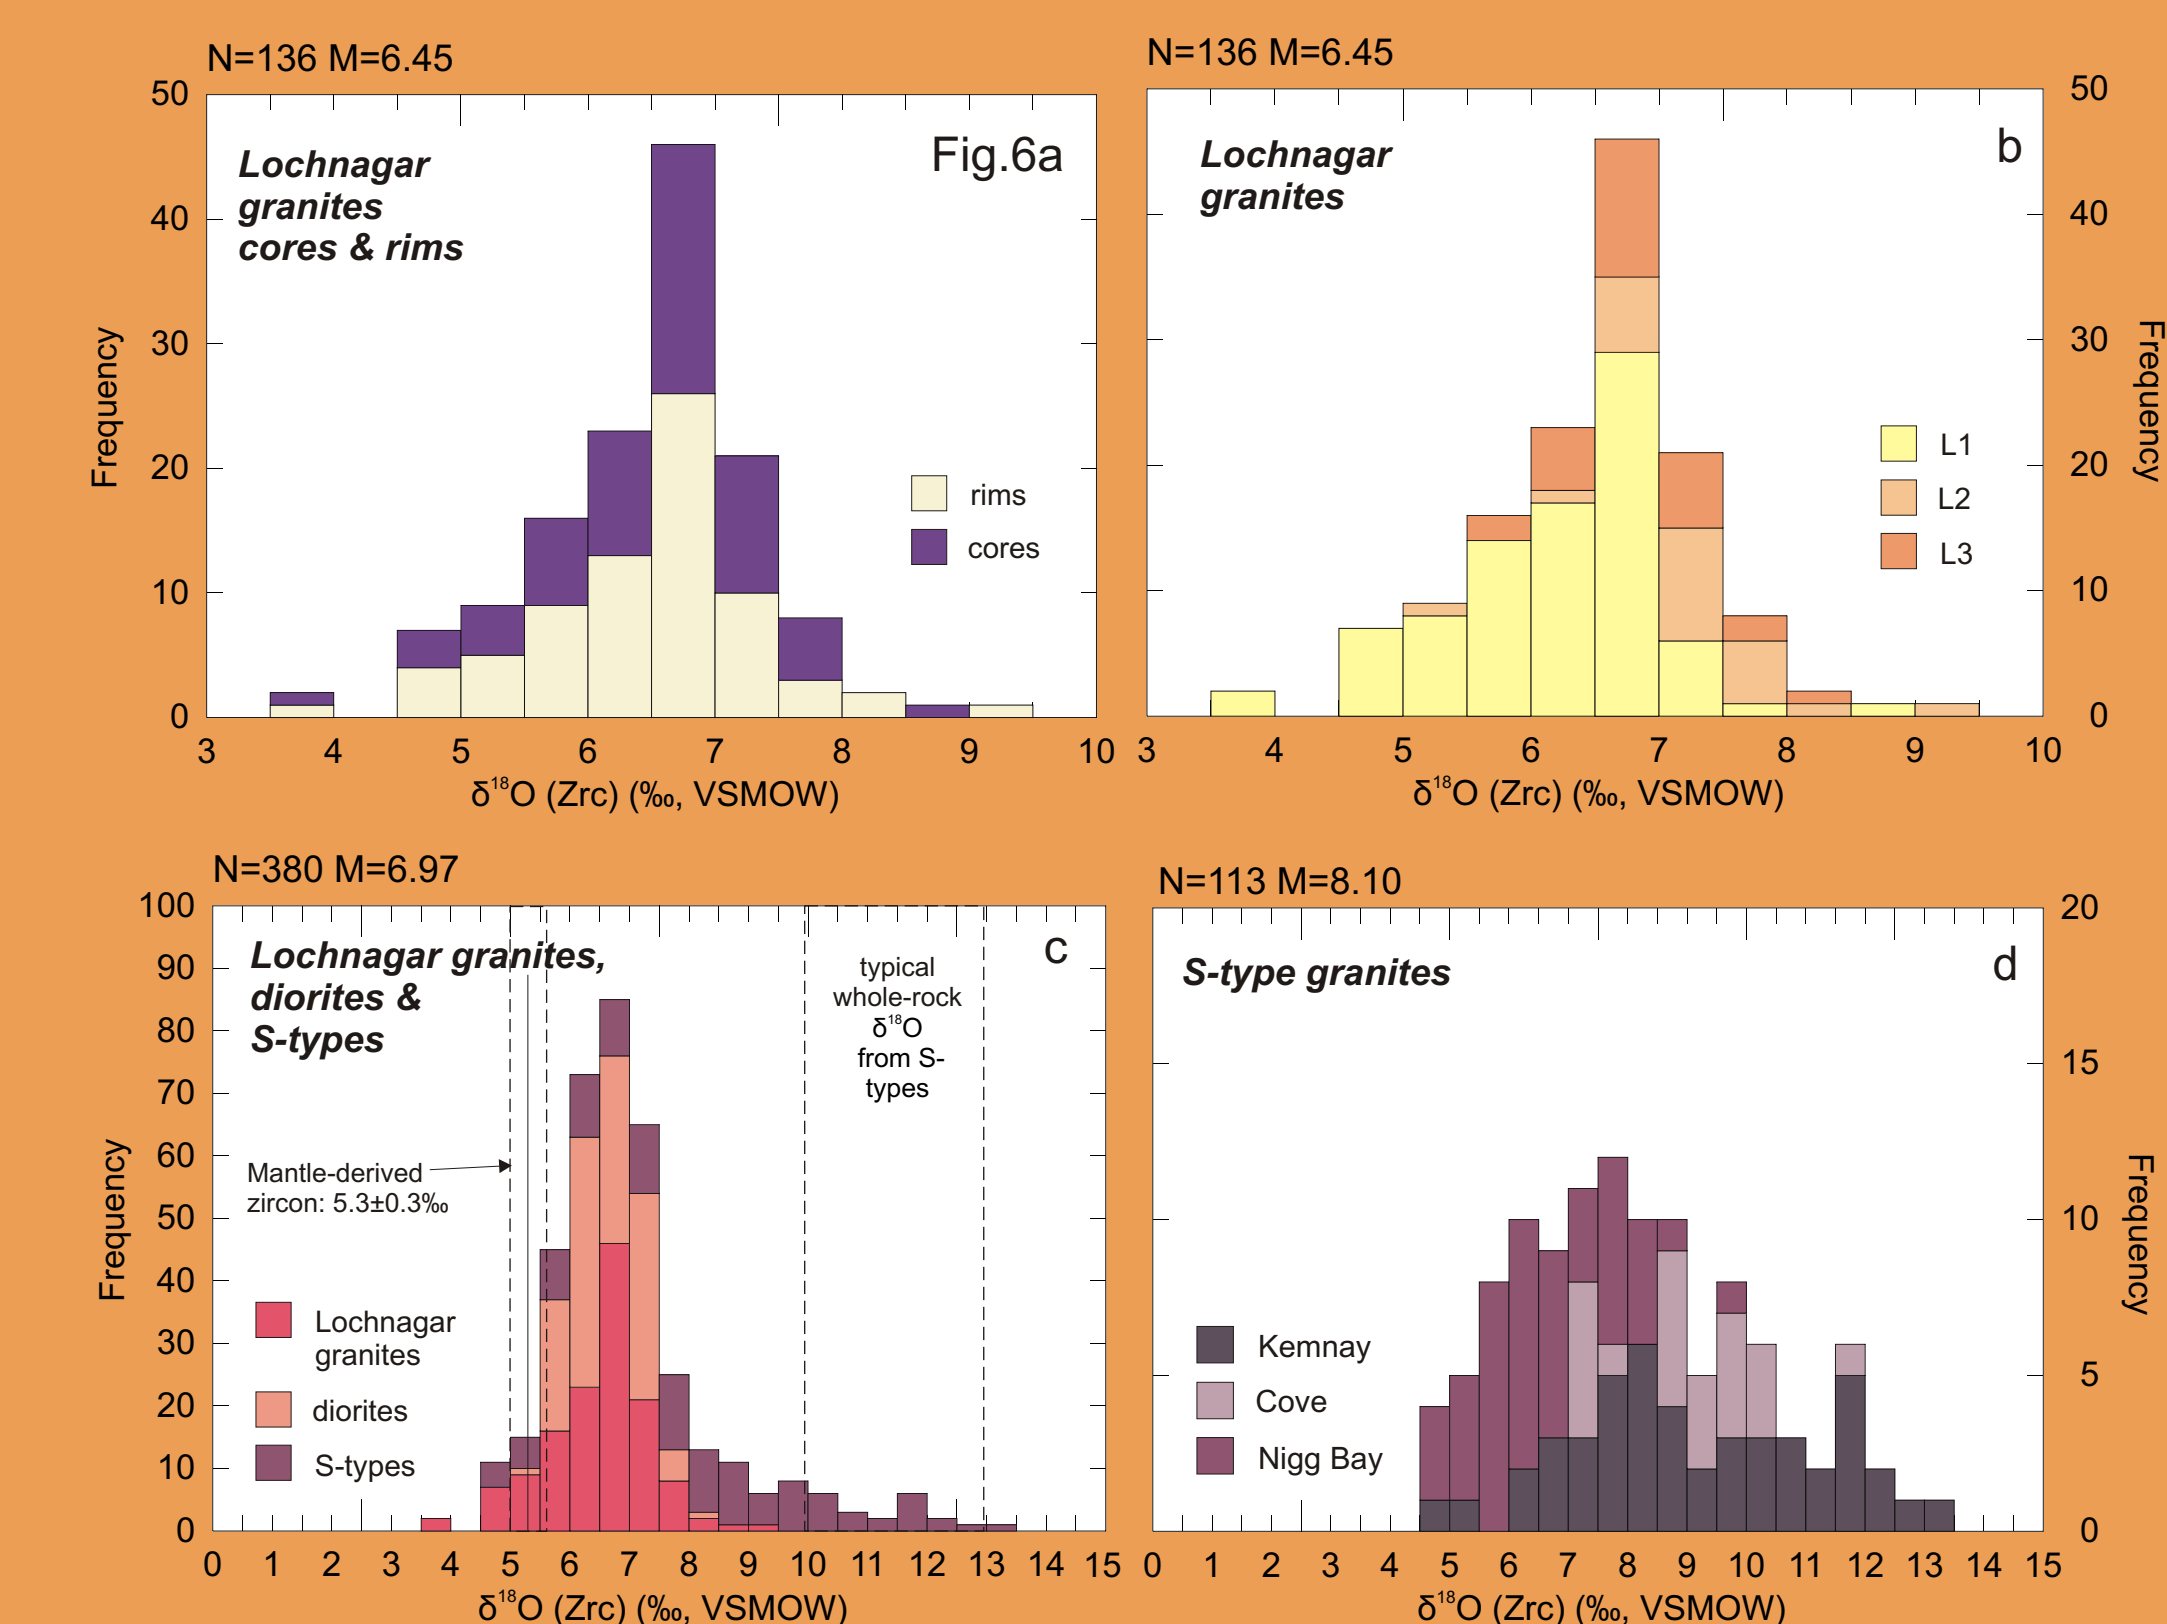 N=136 M=6.45
Fig.6a
Lochnagar
granites
cores & rims
Frequency
50
40
30
20
10
0
rims
cores
3 4 5 6 7 8 9 10
δ¹⁸O (Zrc) (‰, VSMOW)
N=136 M=6.45
b
Lochnagar
granites
50
40
30
20
10
0
Frequency
L1
L2
L3
3 4 5 6 7 8 9 10
δ¹⁸O (Zrc) (‰, VSMOW)
N=380 M=6.97
c
Lochnagar granites,
diorites &
S-types
Frequency
100
90
80
70
60
50
40
30
20
10
0
typical
whole-rock
δ¹⁸O
from S-
types
Mantle-derived
zircon: 5.3±0.3‰
Lochnagar
granites
diorites
S-types
0 1 2 3 4 5 6 7 8 9 10 11 12 13 14 15
δ¹⁸O (Zrc) (‰, VSMOW)
N=113 M=8.10
d
S-type granites
20
15
10
5
0
Frequency
Kemnay
Cove
Nigg Bay
0 1 2 3 4 5 6 7 8 9 10 11 12 13 14 15
δ¹⁸O (Zrc) (‰, VSMOW)